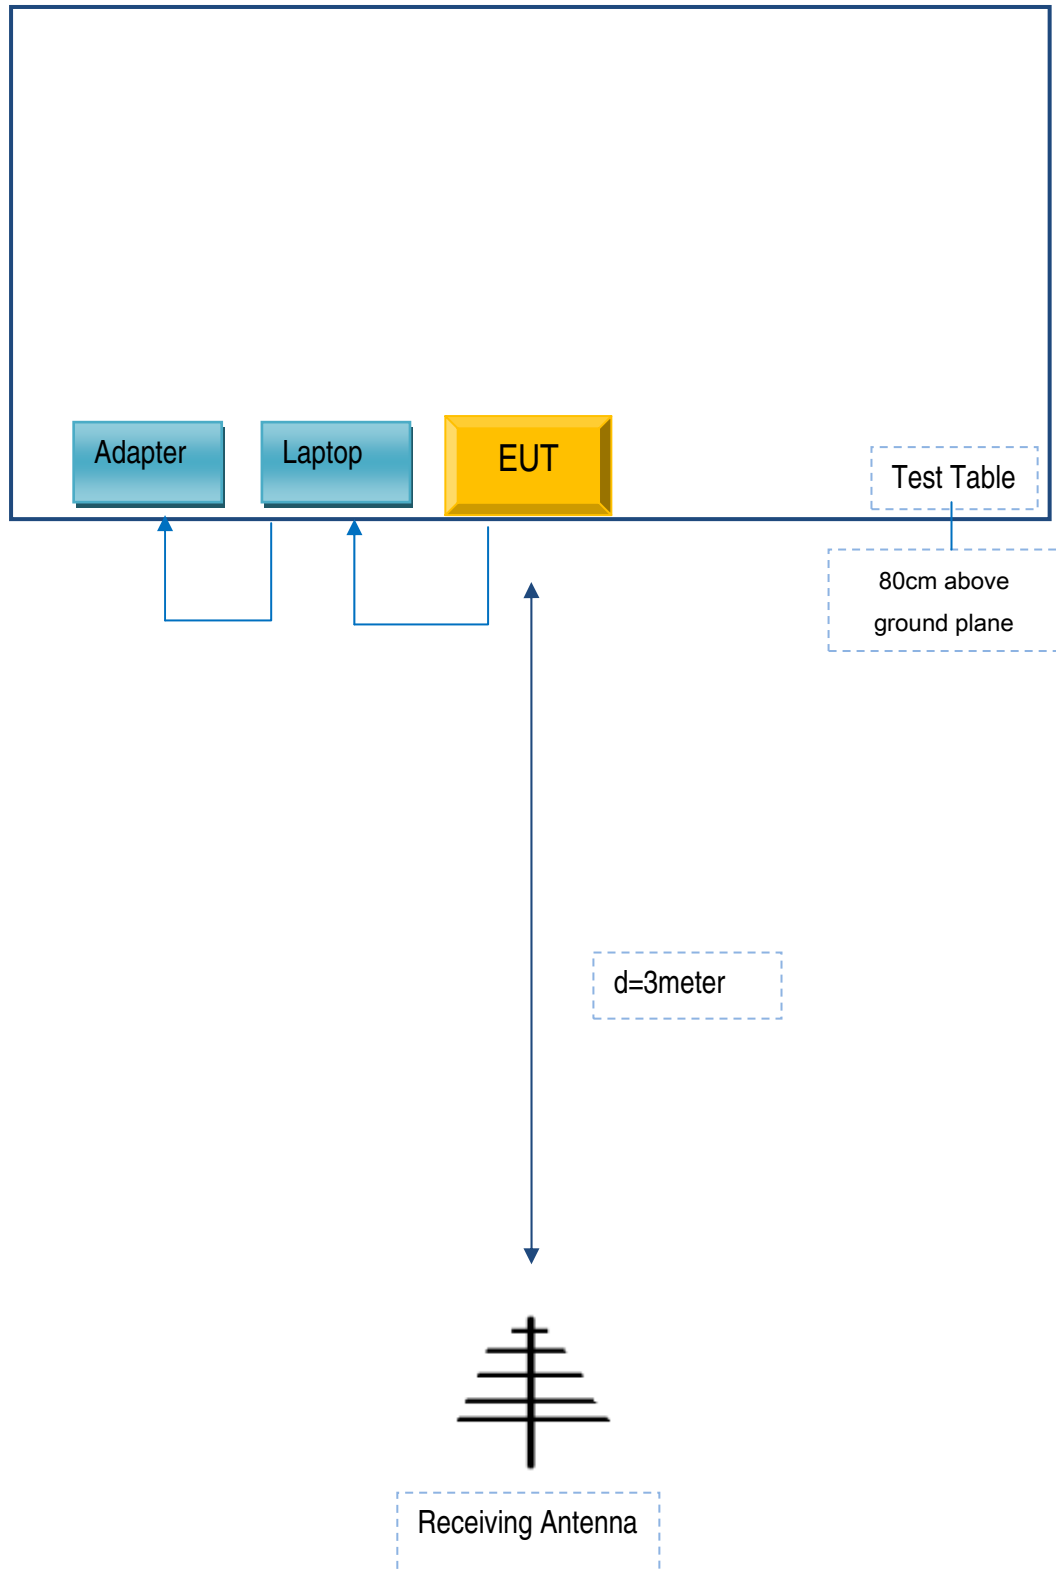 Adapter
Laptop
EUT
Test Table
80cm above
ground plane
d=3meter
Receiving Antenna